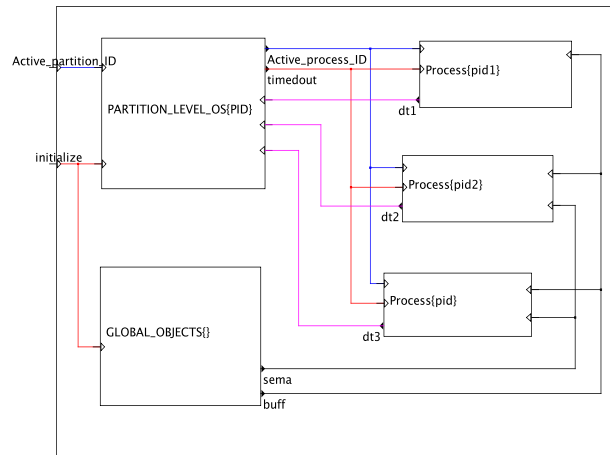 Active_partition_ID
Active_process_ID
timedout
Process{pid1}
PARTITION_LEVEL_OS{PID}
dt1
initialize
Process{pid2}
dt2
Process{pid}
GLOBAL_OBJECTS{}
dt3
sema
buff